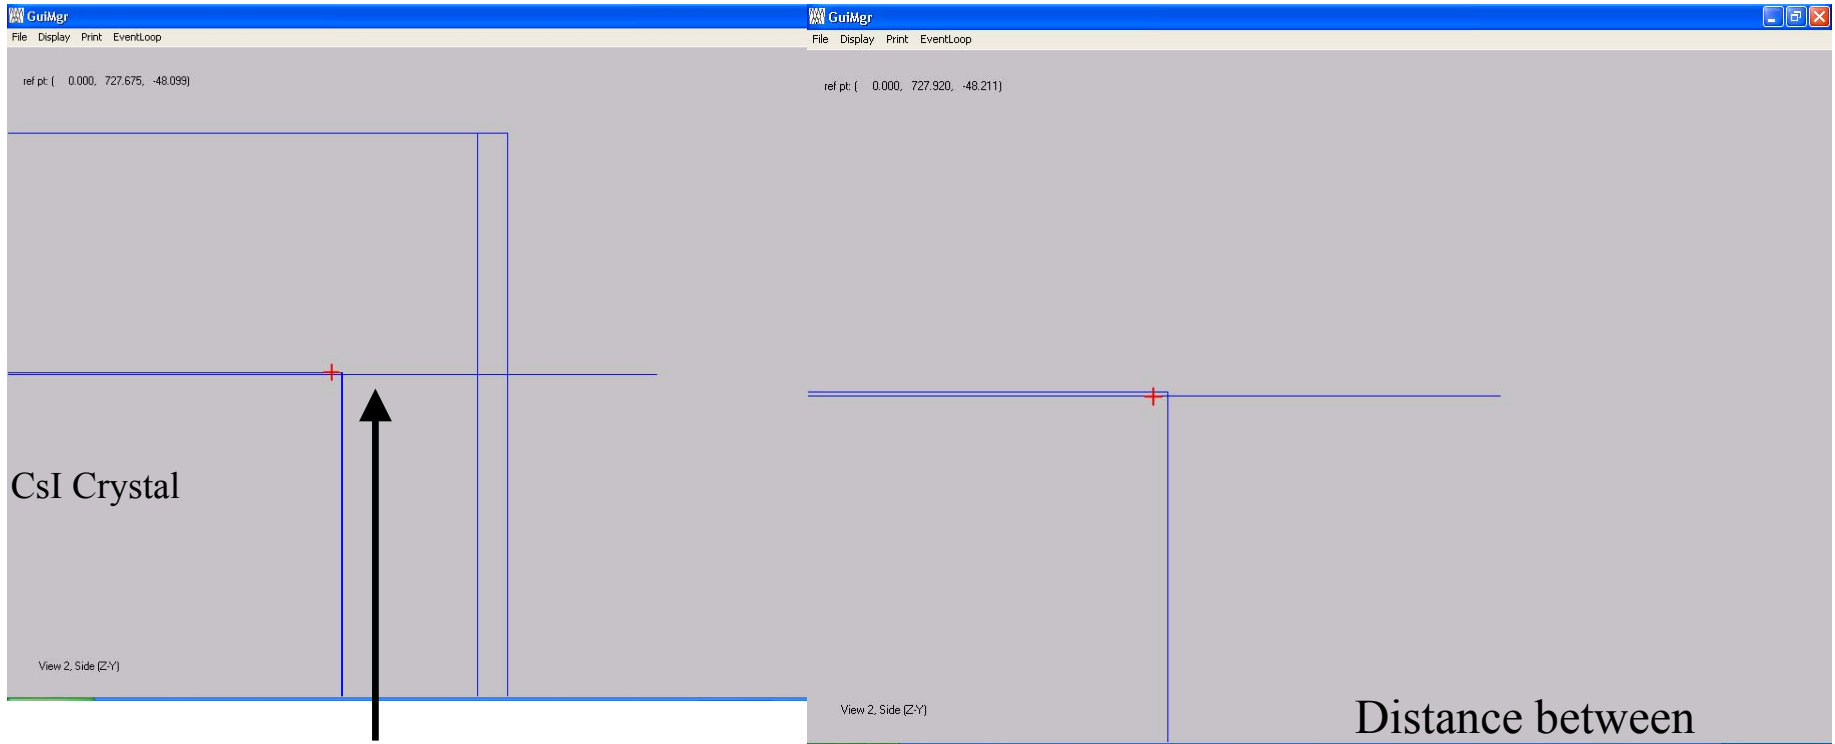 GuiMgr
File Display Print EventLoop
ref pt: ( 0.000, 727.675, -48.099)
CsI Crystal
View 2, Side (Z-Y)
GuiMgr
File Display Print EventLoop
ref pt: ( 0.000, 727.920, -48.211)
View 2, Side (Z-Y)
Distance between